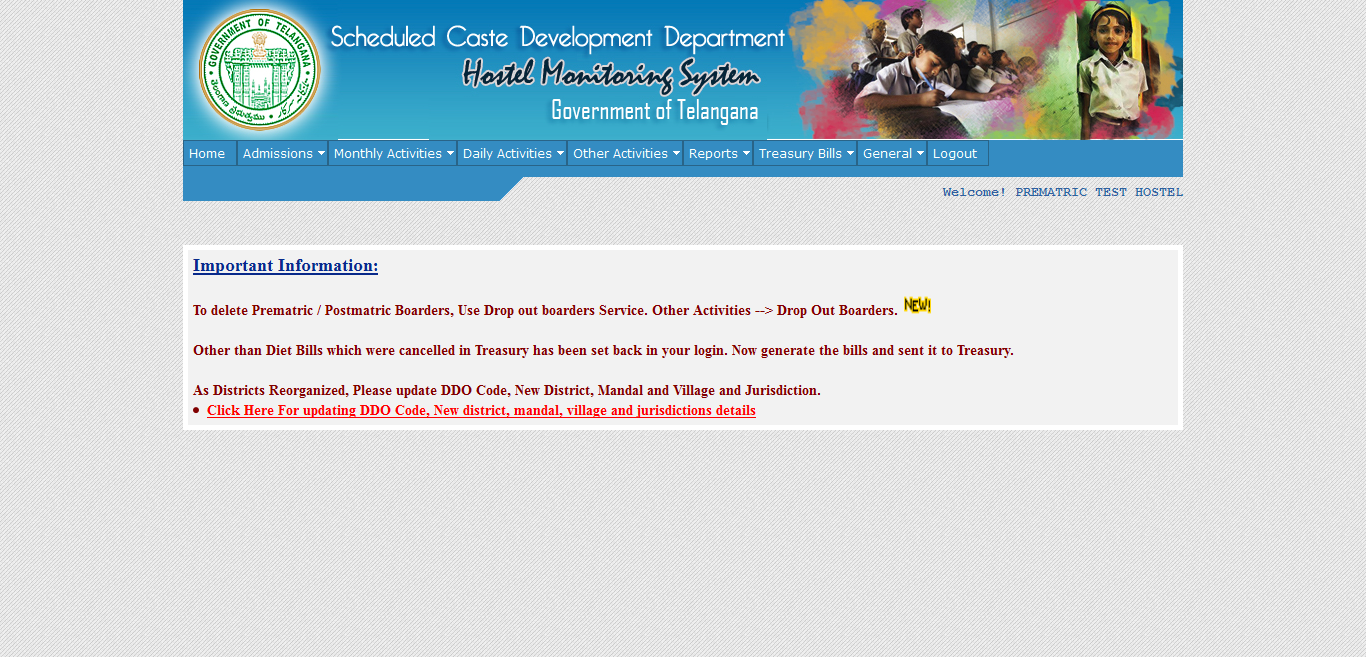 GOVERNMENT OF TELANGANA
Scheduled Caste Development Department
Hostel Monitoring System
Government of Telangana
Home Admissions Monthly Activities Daily Activities Other Activities Reports Treasury Bills General Logout
Welcome! PREMATRIC TEST HOSTEL
Important Information:
To delete Prematric / Postmatric Boarders, Use Drop out boarders Service. Other Activities --> Drop Out Boarders. NEW!
Other than Diet Bills which were cancelled in Treasury has been set back in your login. Now generate the bills and sent it to Treasury.
As Districts Reorganized, Please update DDO Code, New District, Mandal and Village and Jurisdiction.
Click Here For updating DDO Code, New district, mandal, village and jurisdictions details